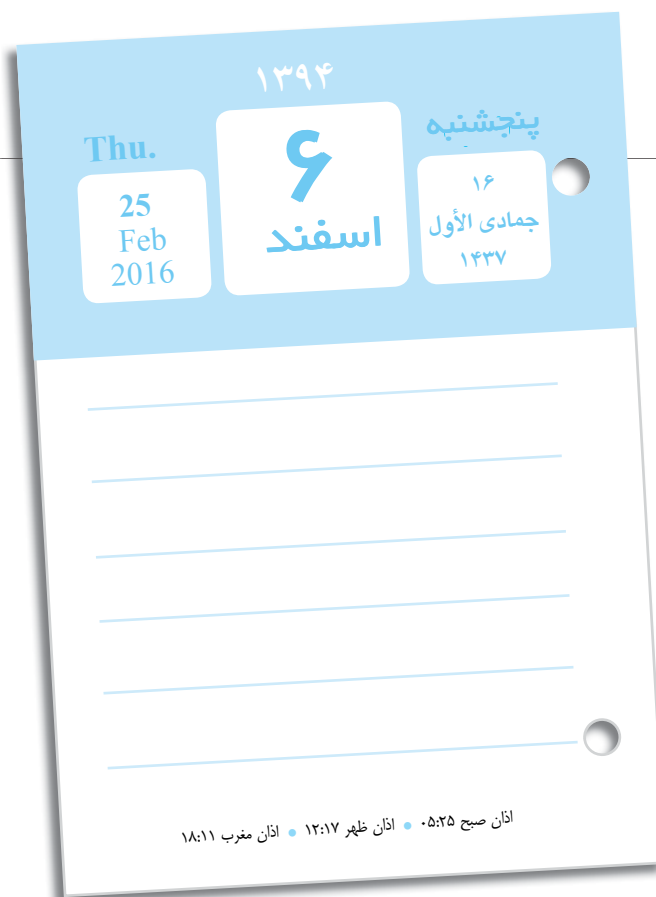 ۱۳۹۴
پنجشنبه
۱۶
جمادی الأول
۱۴۳۷
۶
اسفند
Thu.
25
Feb
2016
اذان صبح ۰۵:۲۵ • اذان ظهر ۱۲:۱۷ • اذان مغرب ۱۸:۱۱